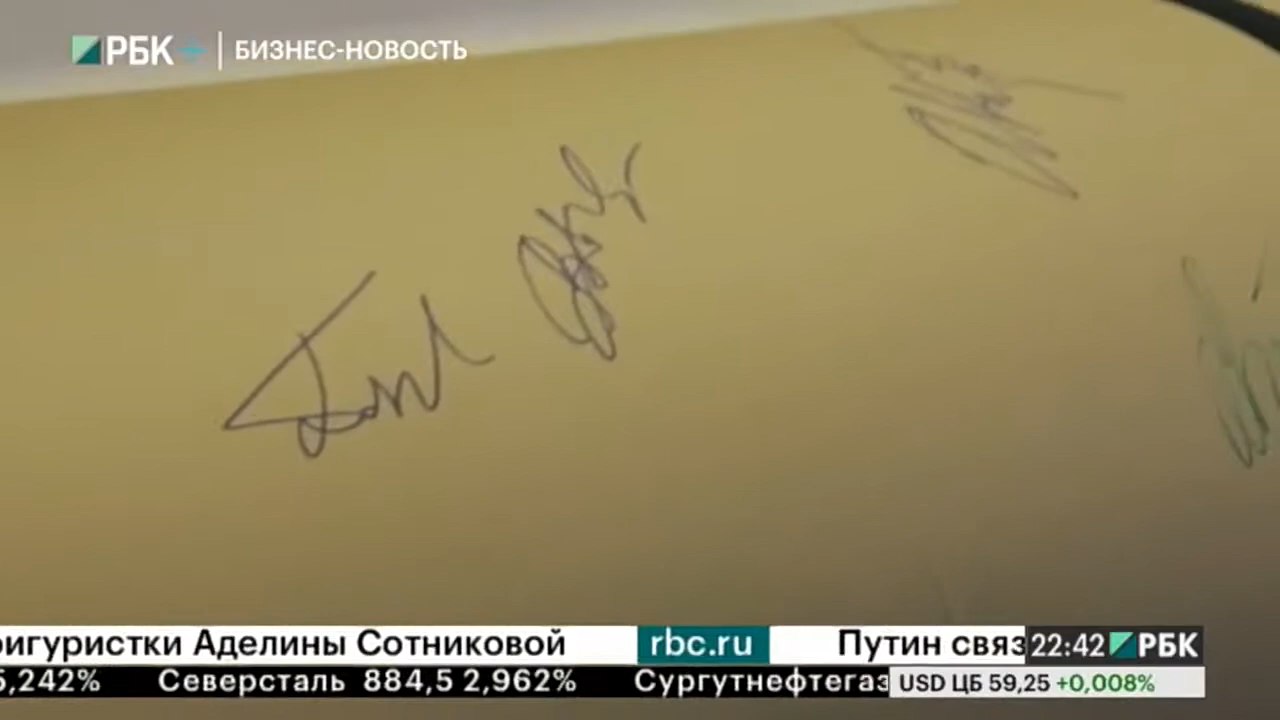 РБК+ | БИЗНЕС-НОВОСТЬ
фигуристки Аделины Сотниковой rbc.ru Путин связ 22:42 РБК
5,242% Северсталь 884,5 2,962% Сургутнефтегаз USD ЦБ 59,25 +0,008%